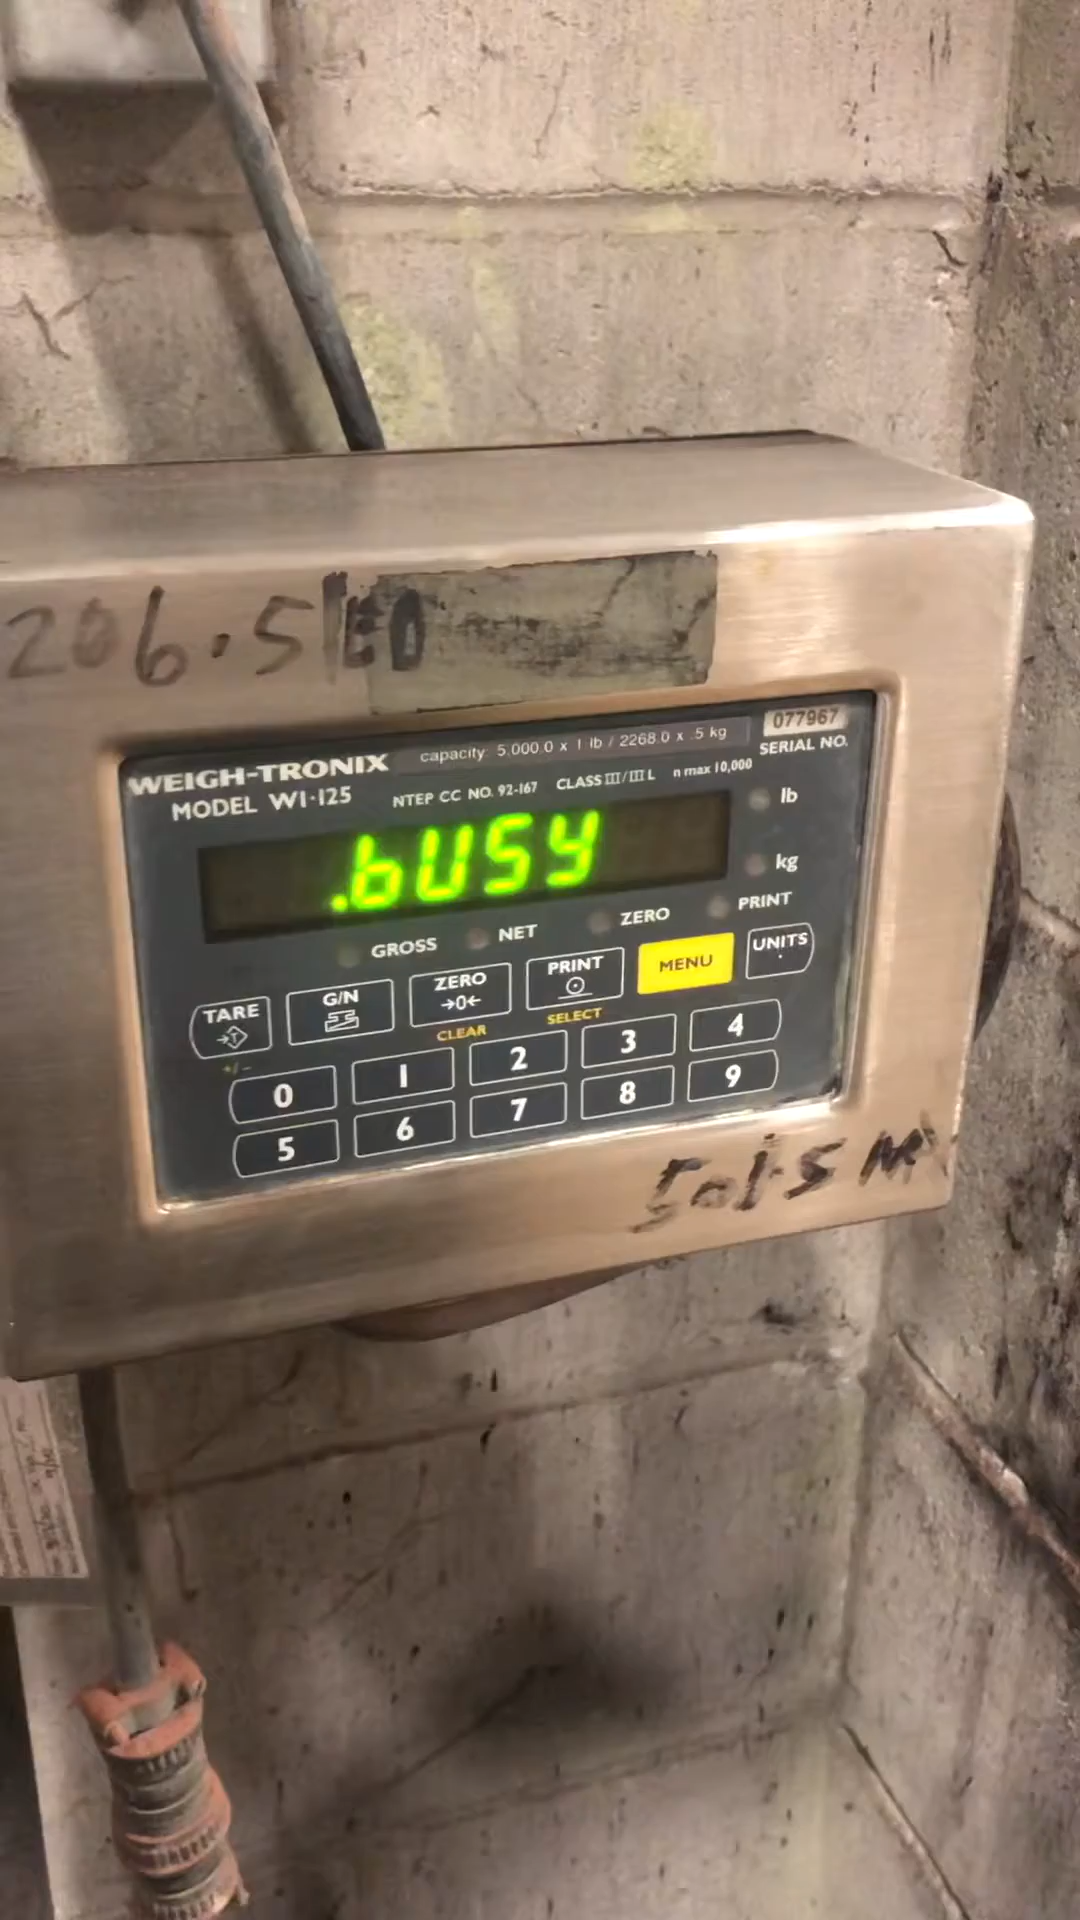 206.5
077967
WEIGH-TRONIX
capacity: 5,000.0 x 1 lb / 2268.0 x .5 kg
SERIAL NO.
MODEL WI-125
NTEP CC NO. 92-167
CLASS III/III L
n max 10,000
lb
.bUSY
kg
GROSS
NET
ZERO
PRINT
TARE
→T←
G/N
ZERO
→0←
PRINT
MENU
UNITS
+/-
CLEAR
SELECT
0
1
2
3
4
5
6
7
8
9
501.5